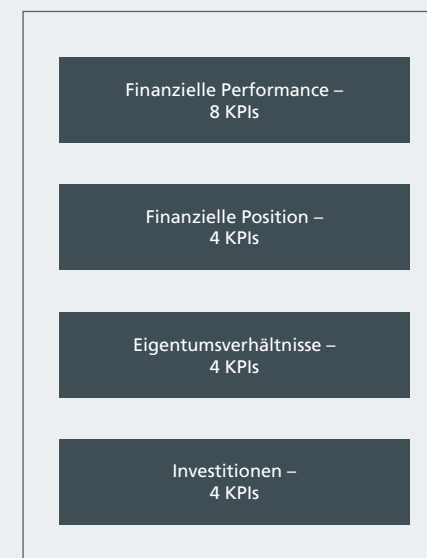 Finanzielle Performance –
8 KPIs
Finanzielle Position –
4 KPIs
Eigentumsverhältnisse –
4 KPIs
Investitionen –
4 KPIs